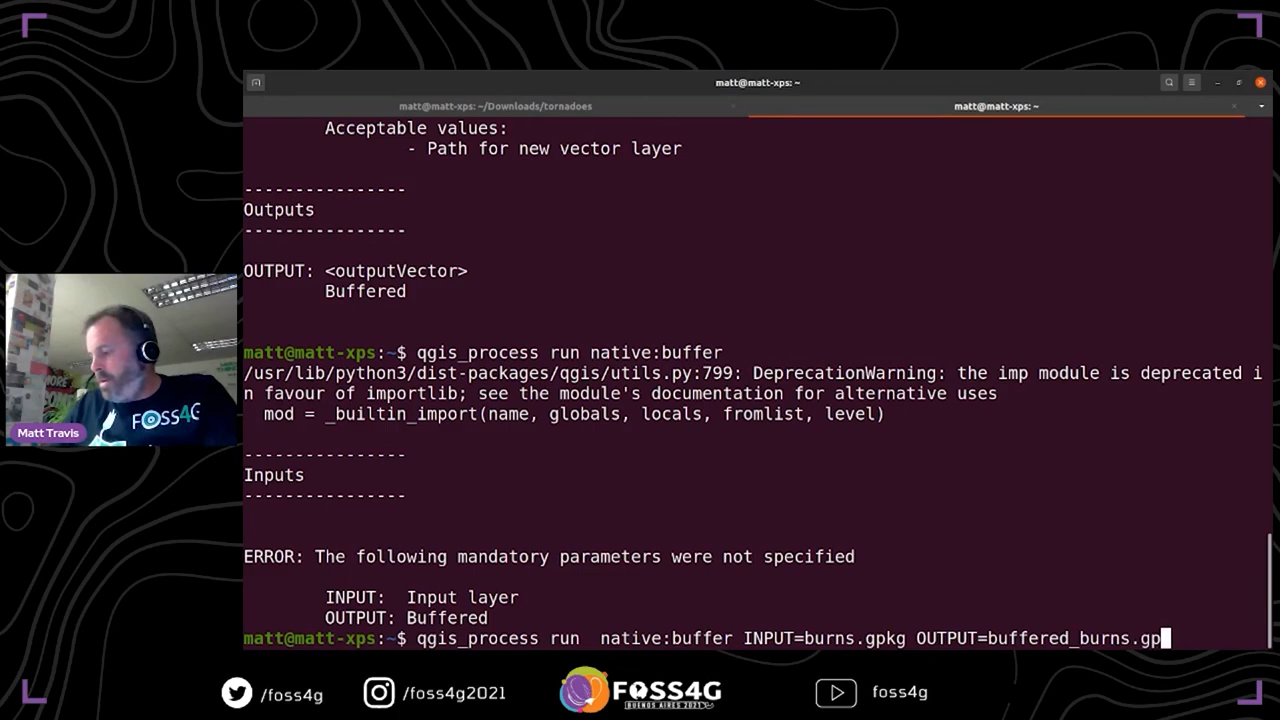 matt@matt-xps: ~
matt@matt-xps: ~/Downloads/tornadoes
matt@matt-xps: ~
Acceptable values:
- Path for new vector layer
----------------
Outputs
----------------
OUTPUT: <outputVector>
Buffered
matt@matt-xps:~$ qgis_process run native:buffer
/usr/lib/python3/dist-packages/qgis/utils.py:799: DeprecationWarning: the imp module is deprecated i
n favour of importlib; see the module's documentation for alternative uses
mod = _builtin_import(name, globals, locals, fromlist, level)
----------------
Inputs
----------------
ERROR: The following mandatory parameters were not specified
INPUT: Input layer
OUTPUT: Buffered
matt@matt-xps:~$ qgis_process run  native:buffer INPUT=burns.gpkg OUTPUT=buffered_burns.gp
FOSS4G
Matt Travis
/foss4g
/foss4g2021
FOSS4G
BUENOS AIRES 2021
foss4g